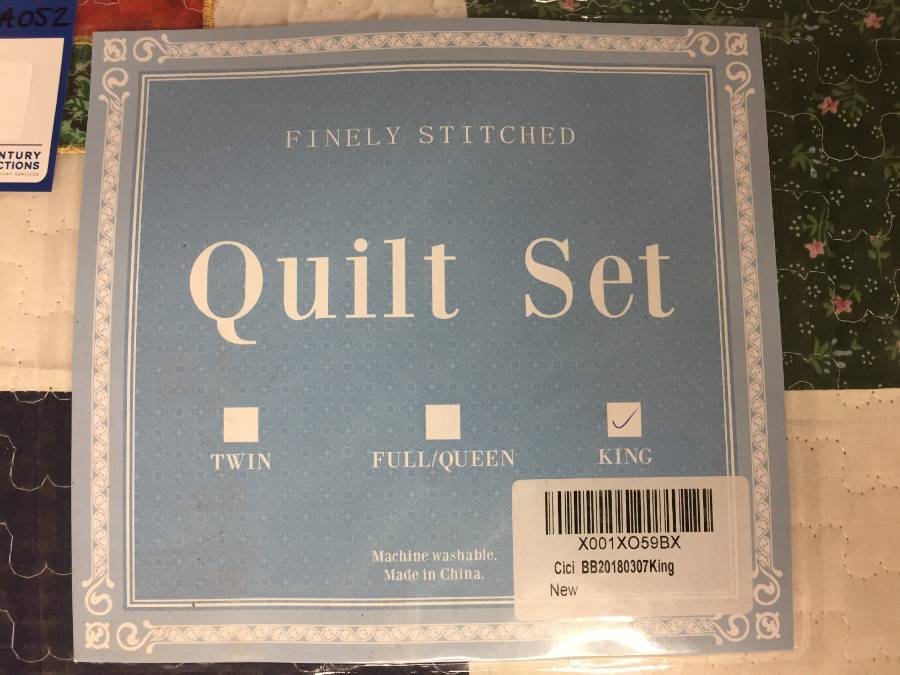 A052
NTURY
CTIONS
FINELY STITCHED
Quilt Set
TWIN
FULL/QUEEN
KING
Machine washable.
Made in China.
X001XO59BX
Cici BB20180307King
New